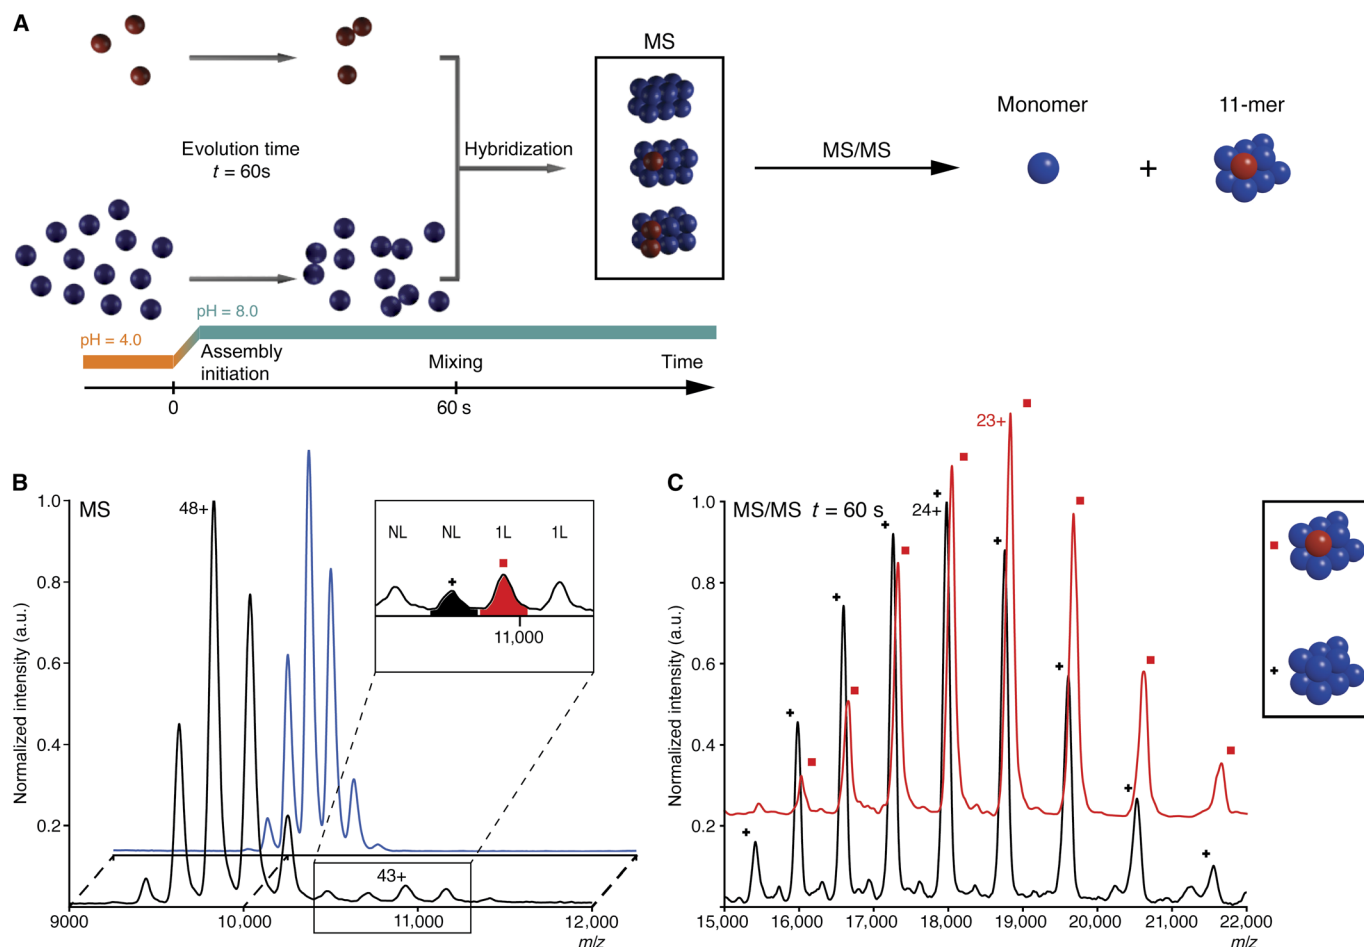 A
MS
Monomer
11-mer
Evolution time
t = 60s
Hybridization
MS/MS
+
pH = 8.0
pH = 4.0
Assembly
initiation
Mixing
Time
0
60 s
B
MS
48+
NL
NL
1L
1L
11,000
43+
Normalized intensity (a.u.)
1.0
0.8
0.6
0.4
0.2
9000
10,000
11,000
12,000
m/z
C
MS/MS t = 60 s
23+
24+
Normalized intensity (a.u.)
1.0
0.8
0.6
0.4
0.2
15,000
16,000
17,000
18,000
19,000
20,000
21,000
22,000
m/z